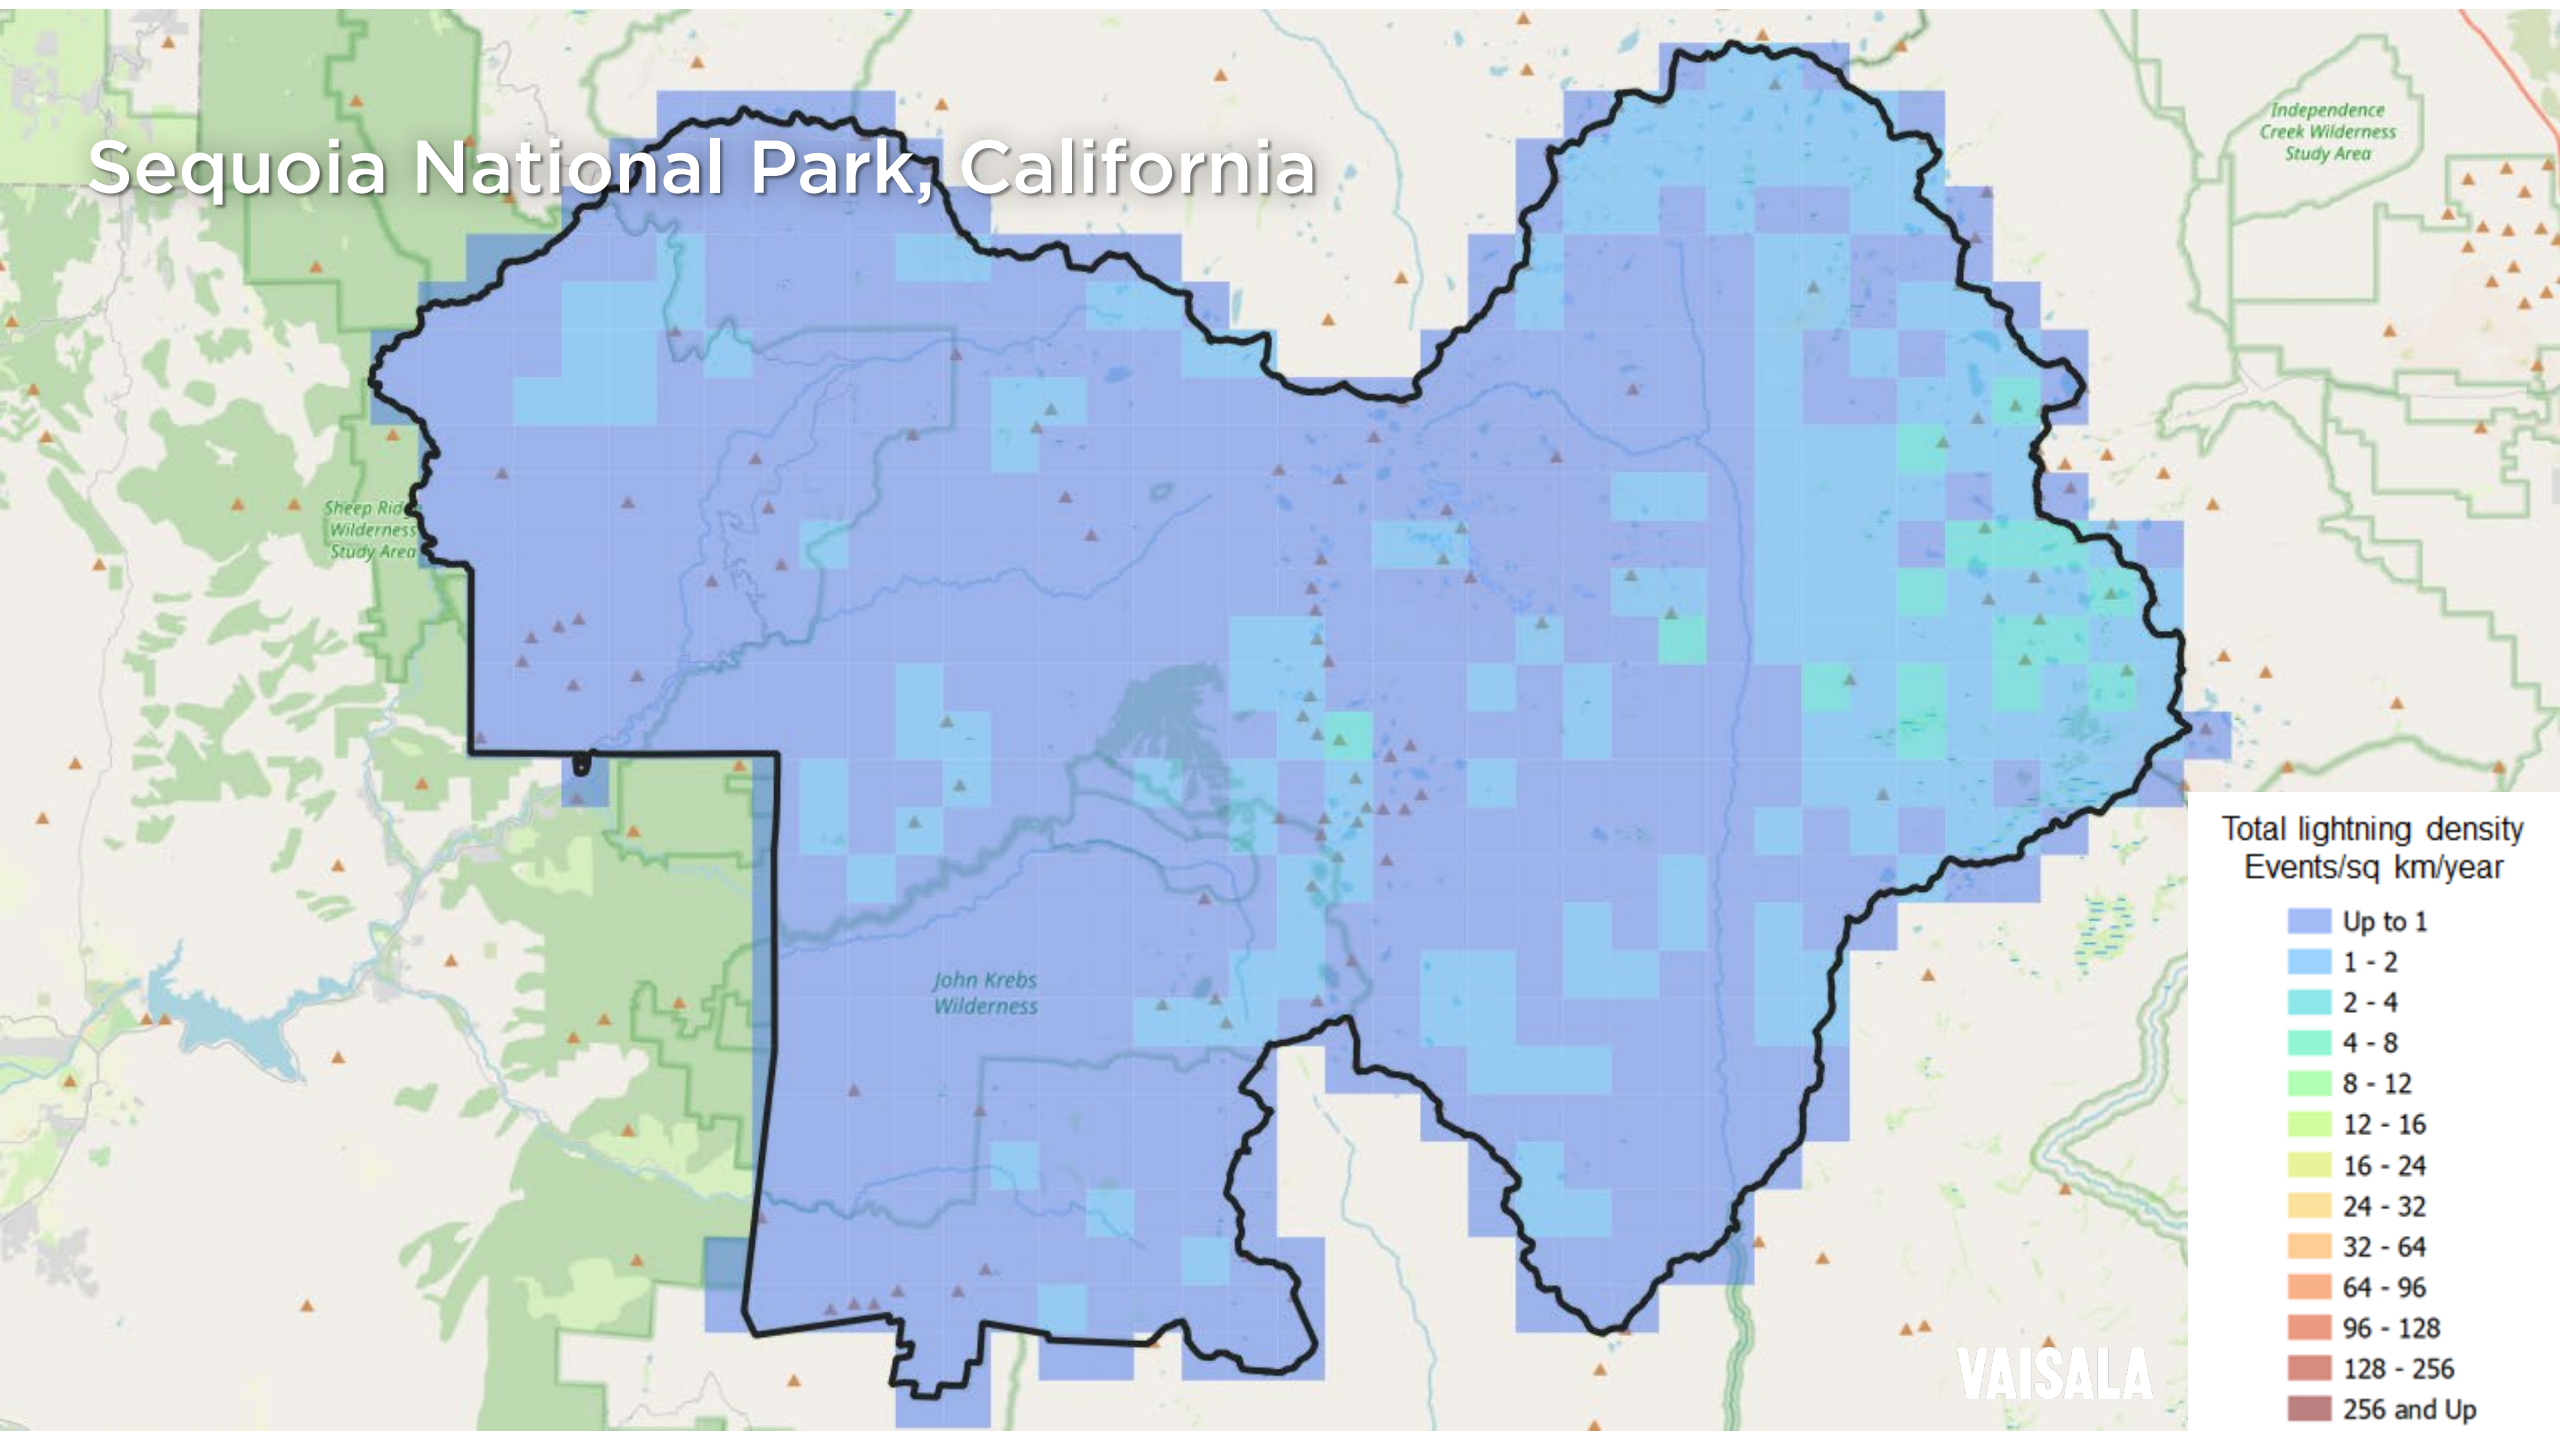 Sequoia National Park, California
Independence
Creek Wilderness
Study Area
Sheep Ridge
Wilderness
Study Area
John Krebs
Wilderness
Total lightning density
Events/sq km/year
Up to 1
1 - 2
2 - 4
4 - 8
8 - 12
12 - 16
16 - 24
24 - 32
32 - 64
64 - 96
96 - 128
128 - 256
256 and Up
VAISALA